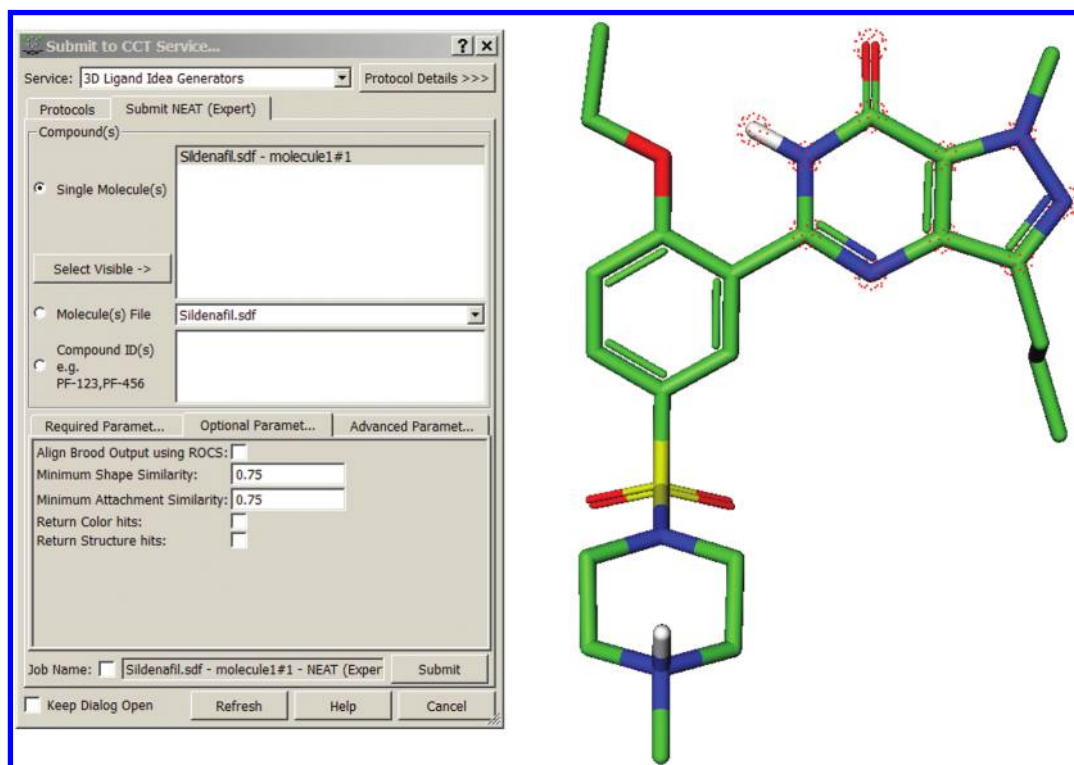 Submit to CCT Service...
Service: 3D Ligand Idea Generators Protocol Details >>>
Protocols Submit NEAT (Expert)
Compound(s)
Sildenafil.sdf - molecule1#1
Single Molecule(s)
Select Visible ->
Molecule(s) File Sildenafil.sdf
Compound ID(s)
e.g.
PF-123,PF-456
Required Paramet... Optional Paramet... Advanced Paramet...
Align Brood Output using ROCS:
Minimum Shape Similarity: 0.75
Minimum Attachment Similarity: 0.75
Return Color hits:
Return Structure hits:
Job Name: Sildenafil.sdf - molecule1#1 - NEAT (Exper Submit
Keep Dialog Open Refresh Help Cancel